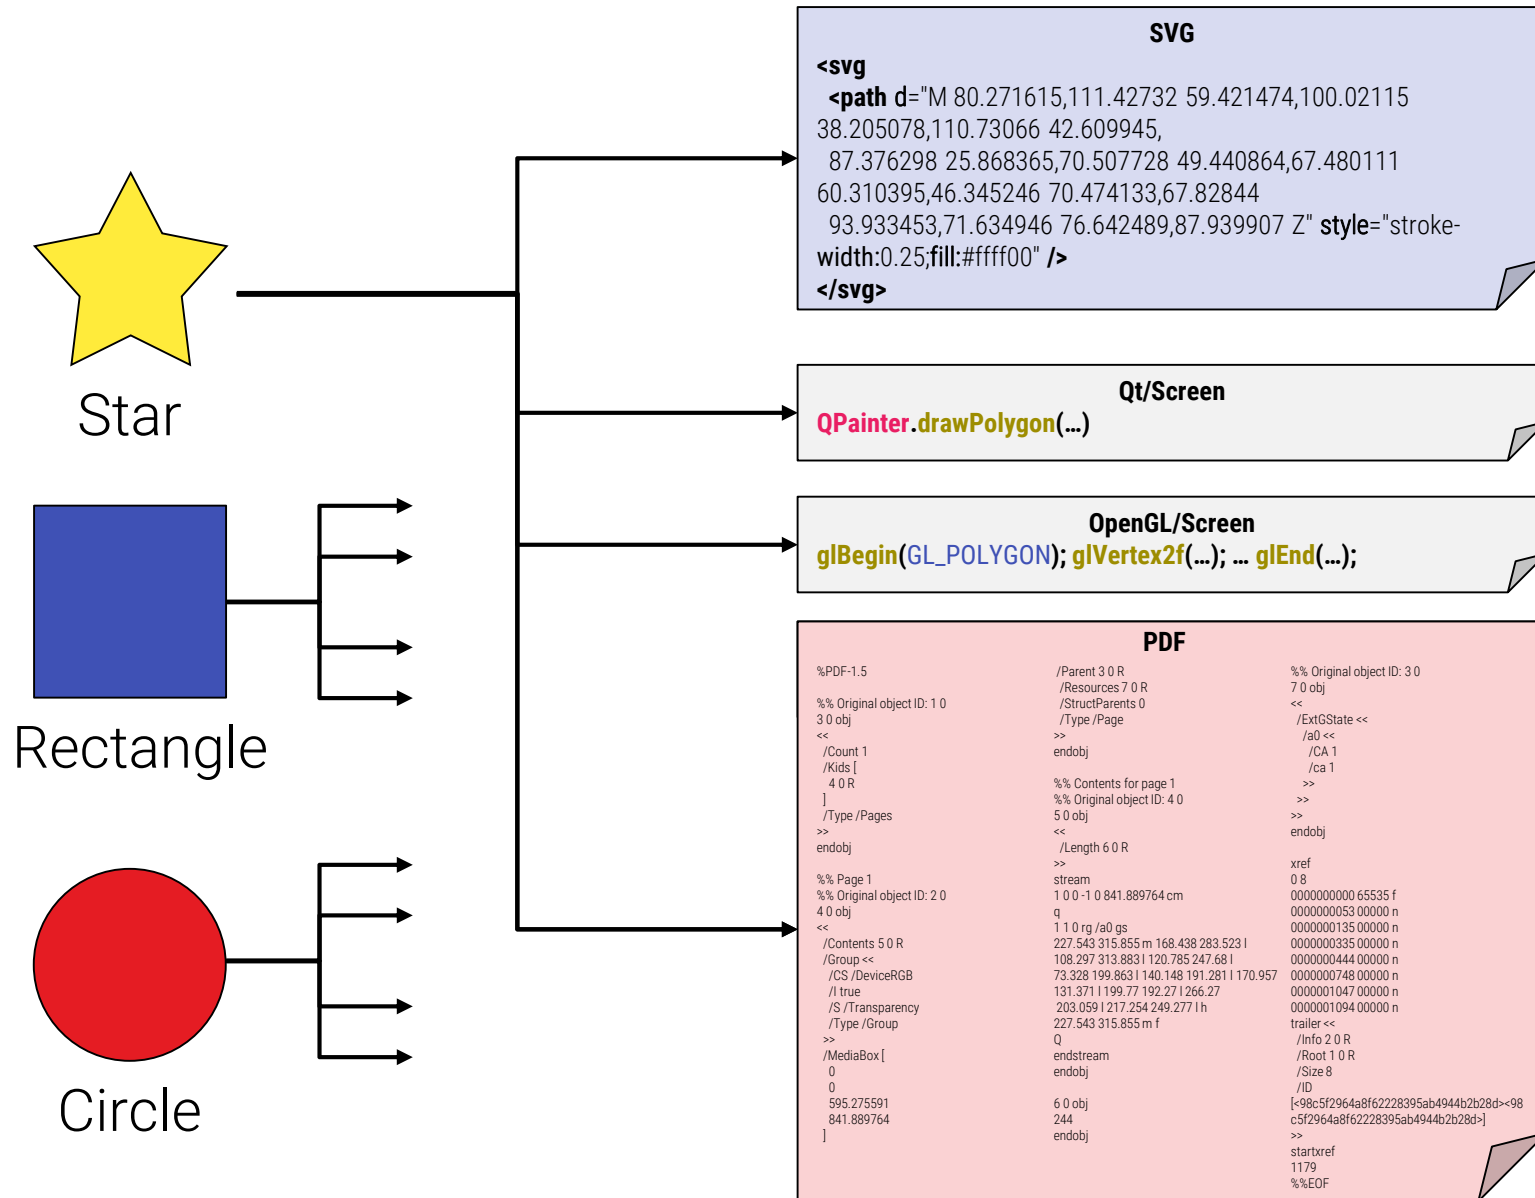 Star
Rectangle
Circle
SVG
<svg
<path d="M 80.271615,111.42732 59.421474,100.02115
38.205078,110.73066 42.609945,
87.376298 25.868365,70.507728 49.440864,67.480111
60.310395,46.345246 70.474133,67.82844
93.933453,71.634946 76.642489,87.939907 Z" style="stroke-
width:0.25;fill:#ffff00" />
</svg>
Qt/Screen
QPainter.drawPolygon(…)
OpenGL/Screen
glBegin(GL_POLYGON); glVertex2f(…); … glEnd(…);
PDF
%PDF-1.5
%% Original object ID: 1 0
3 0 obj
<<
/Count 1
/Kids [
4 0 R
]
/Type /Pages
>>
endobj
%% Page 1
%% Original object ID: 2 0
4 0 obj
<<
/Contents 5 0 R
/Group <<
/CS /DeviceRGB
/I true
/S /Transparency
/Type /Group
>>
/MediaBox [
0
0
595.275591
841.889764
]
/Parent 3 0 R
/Resources 7 0 R
/StructParents 0
/Type /Page
>>
endobj
%% Contents for page 1
%% Original object ID: 4 0
5 0 obj
<<
/Length 6 0 R
>>
stream
1 0 0 -1 0 841.889764 cm
q
1 1 0 rg /a0 gs
227.543 315.855 m 168.438 283.523 l
108.297 313.883 l 120.785 247.68 l
73.328 199.863 l 140.148 191.281 l 170.957
131.371 l 199.77 192.27 l 266.27
203.059 l 217.254 249.277 l h
227.543 315.855 m f
Q
endstream
endobj
6 0 obj
244
endobj
%% Original object ID: 3 0
7 0 obj
<<
/ExtGState <<
/a0 <<
/CA 1
/ca 1
>>
>>
>>
endobj
xref
0 8
0000000000 65535 f
0000000053 00000 n
0000000135 00000 n
0000000335 00000 n
0000000444 00000 n
0000000748 00000 n
0000001047 00000 n
0000001094 00000 n
trailer <<
/Info 2 0 R
/Root 1 0 R
/Size 8
/ID
[<98c5f2964a8f62228395ab4944b2b28d><98
c5f2964a8f62228395ab4944b2b28d>]
>>
startxref
1179
%%EOF